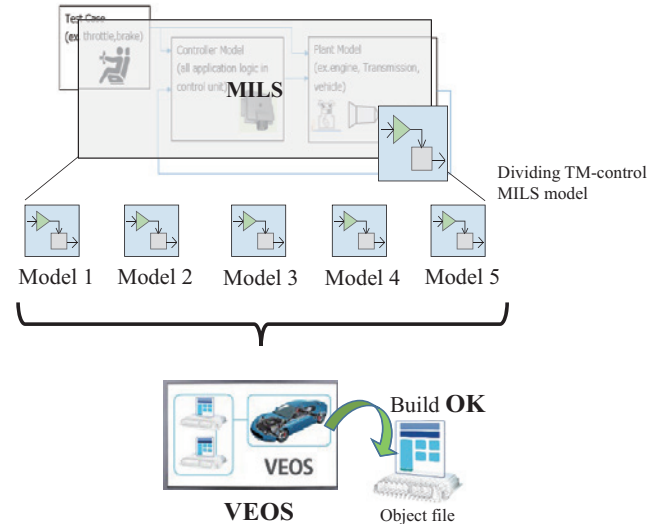 Test Case
(ex. throttle,brake)
Controller Model
(all application logic in
control unit)
MILS
Plant Model
(ex.engine, Transmission,
vehicle)
Dividing TM-control
MILS model
Model 1
Model 2
Model 3
Model 4
Model 5
Build OK
VEOS
VEOS
Object file